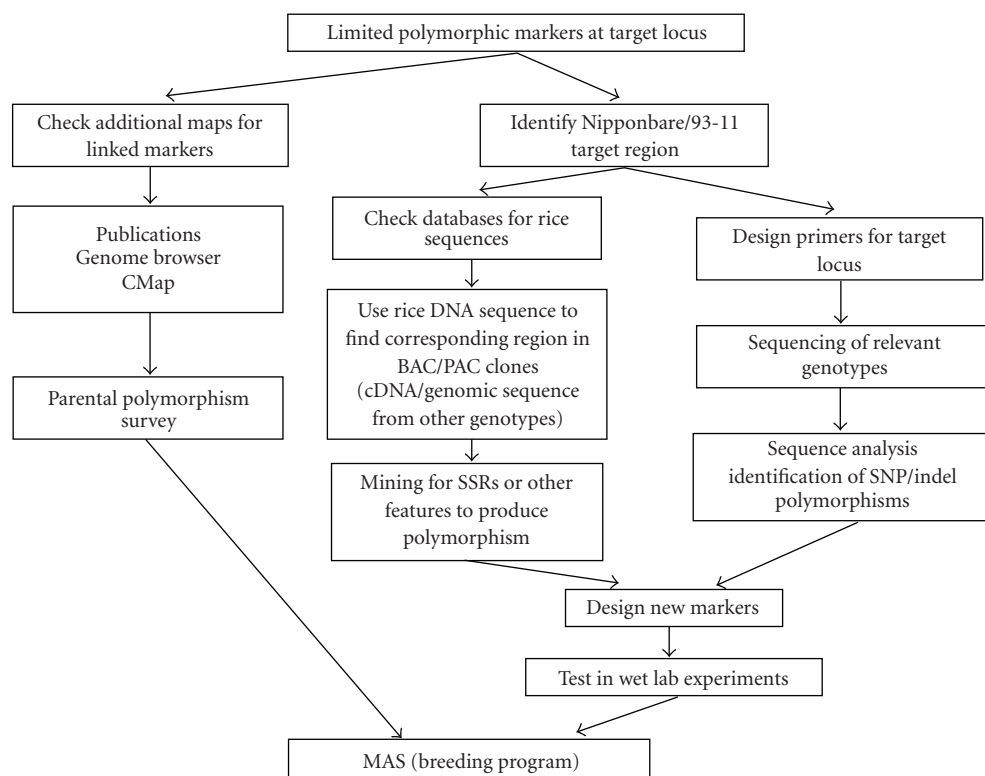 Limited polymorphic markers at target locus
Check additional maps for
linked markers
Identify Nipponbare/93-11
target region
Publications
Genome browser
CMap
Check databases for rice
sequences
Design primers for target
locus
Use rice DNA sequence to
find corresponding region in
BAC/PAC clones
(cDNA/genomic sequence
from other genotypes)
Sequencing of relevant
genotypes
Parental polymorphism
survey
Sequence analysis
identification of SNP/indel
polymorphisms
Mining for SSRs or other
features to produce
polymorphism
Design new markers
Test in wet lab experiments
MAS (breeding program)